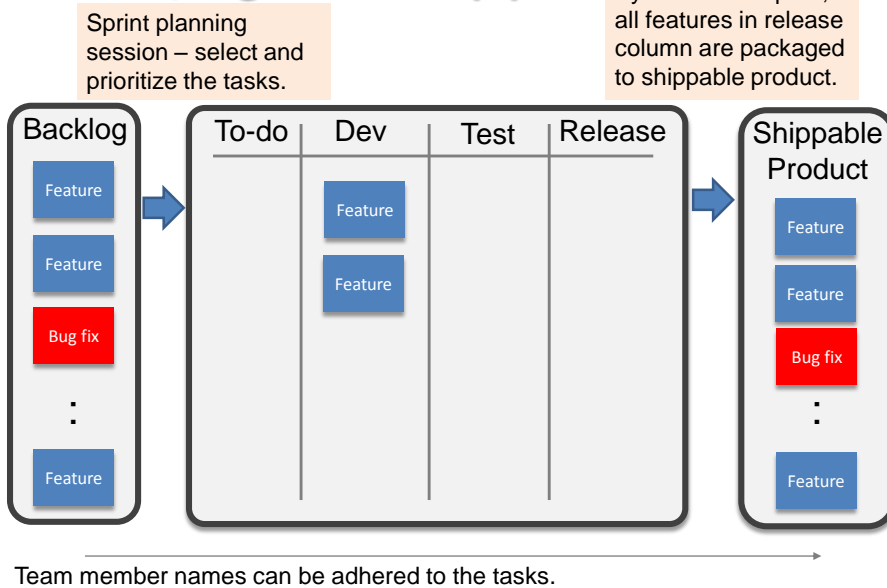 Sprint planning
session – select and
prioritize the tasks.
all features in release
column are packaged
to shippable product.
Backlog
Feature
Feature
Bug fix
:
Feature
To-do
Dev
Test
Release
Feature
Feature
Shippable
Product
Feature
Feature
Bug fix
:
Feature
Team member names can be adhered to the tasks.